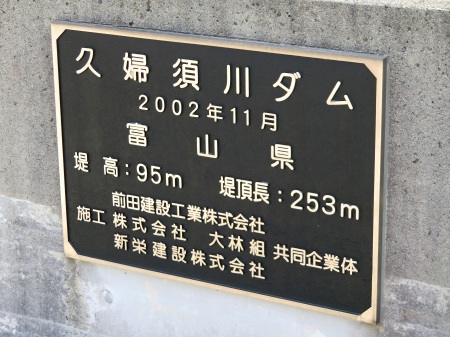 久婦須川ダム
2002年11月
富山県
堤高:95m 堤頂長:253m
前田建設工業株式会社
施工 株式会社 大林組 共同企業体
新栄建設株式会社